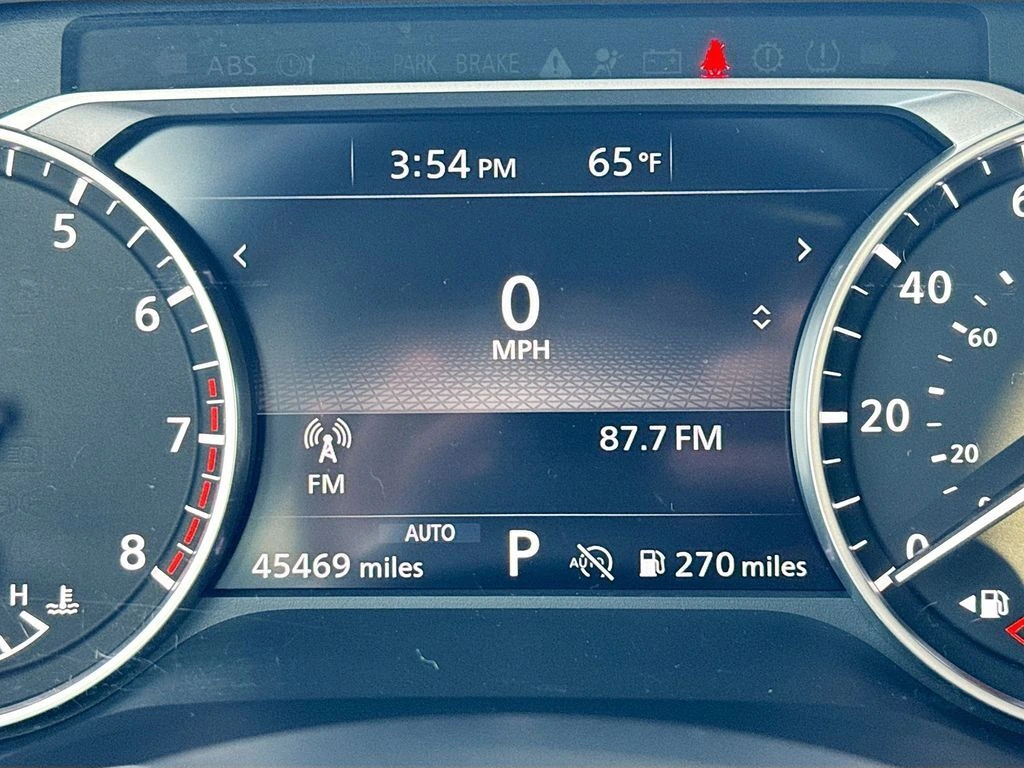 ABS PARK BRAKE
3:54 PM 65°F
0
MPH
87.7 FM
FM
AUTO
45469 miles P AUTO 270 miles
5
6
7
8
H
40
60
20
20
0